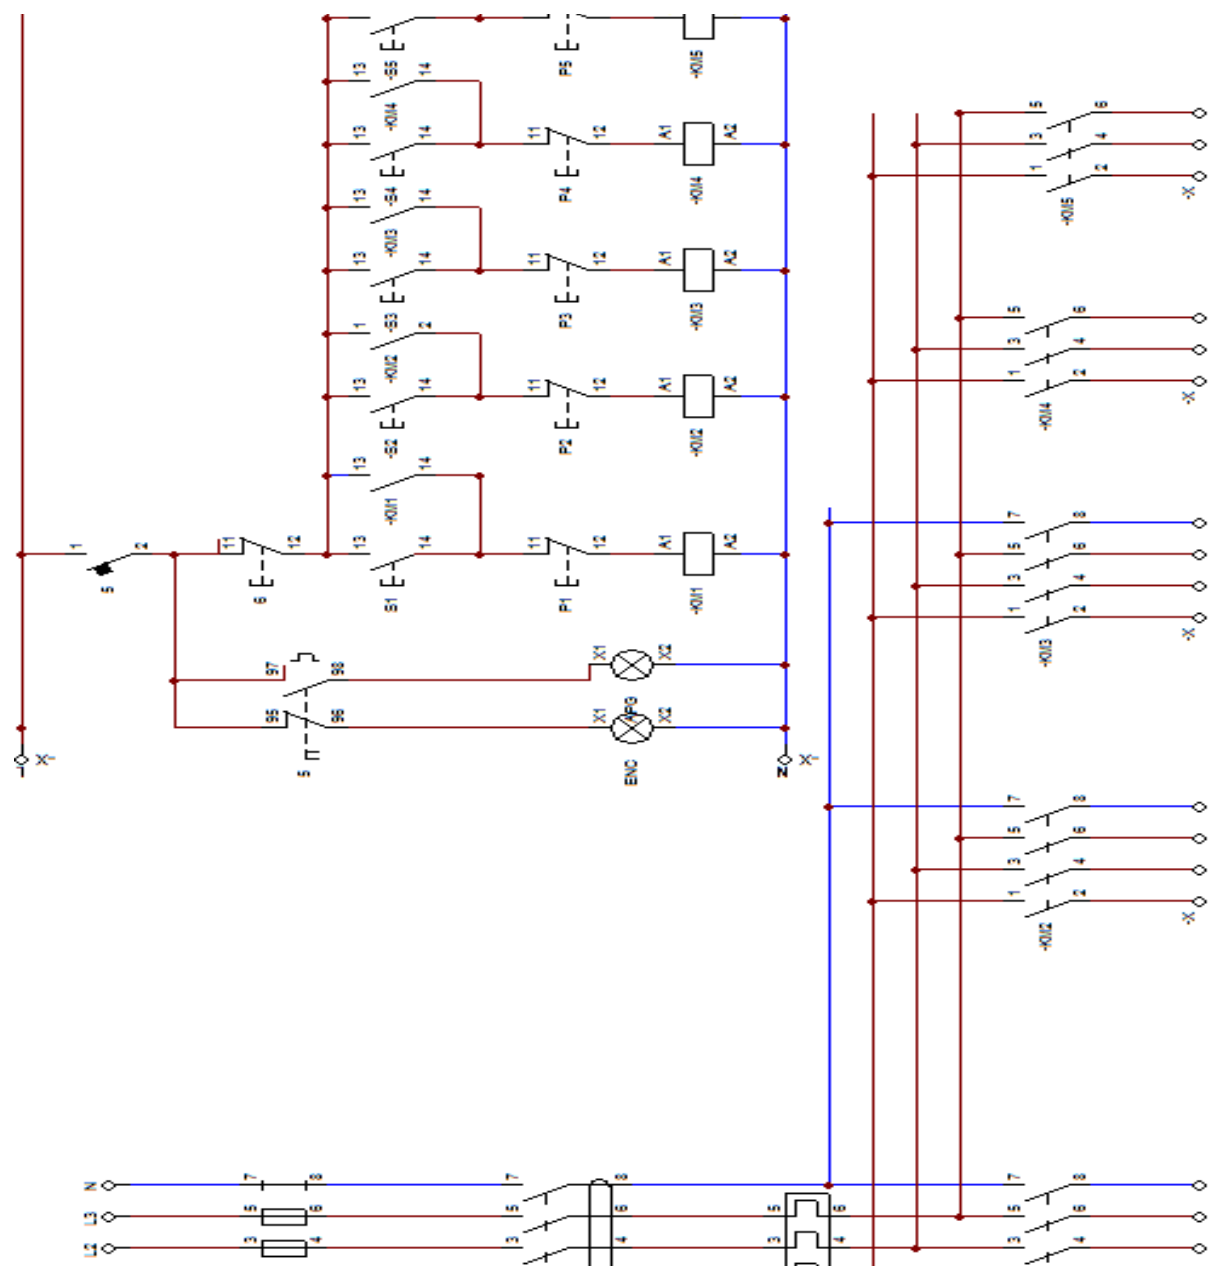 13 -S5 14 P5 -KM5
13 -KM4 14
13 -S4 14 11 P4 12 A1 -KM4 A2
13 -KM3 14
13 -S3 14 11 P3 12 A1 -KM3 A2
1 -KM2 2
13 -S2 14 11 P2 12 A1 -KM2 A2
13 -KM1 14
1 5 2 11 6 12 13 S1 14 11 P1 12 A1 -KM1 A2
97 98 X1 APG X2
95 5 96 X1 ENC X2
N
5 6
3 4
1 -KM5 2 -X
5 6
3 4
1 -KM4 2 -X
7 8
5 6
3 4
1 -KM3 2 -X
7 8
5 6
3 4
1 -KM2 2 -X
N 7 8 7 8 7 8
L3 5 6 5 6 5 6 5 6
L2 3 4 3 4 3 4 3 4